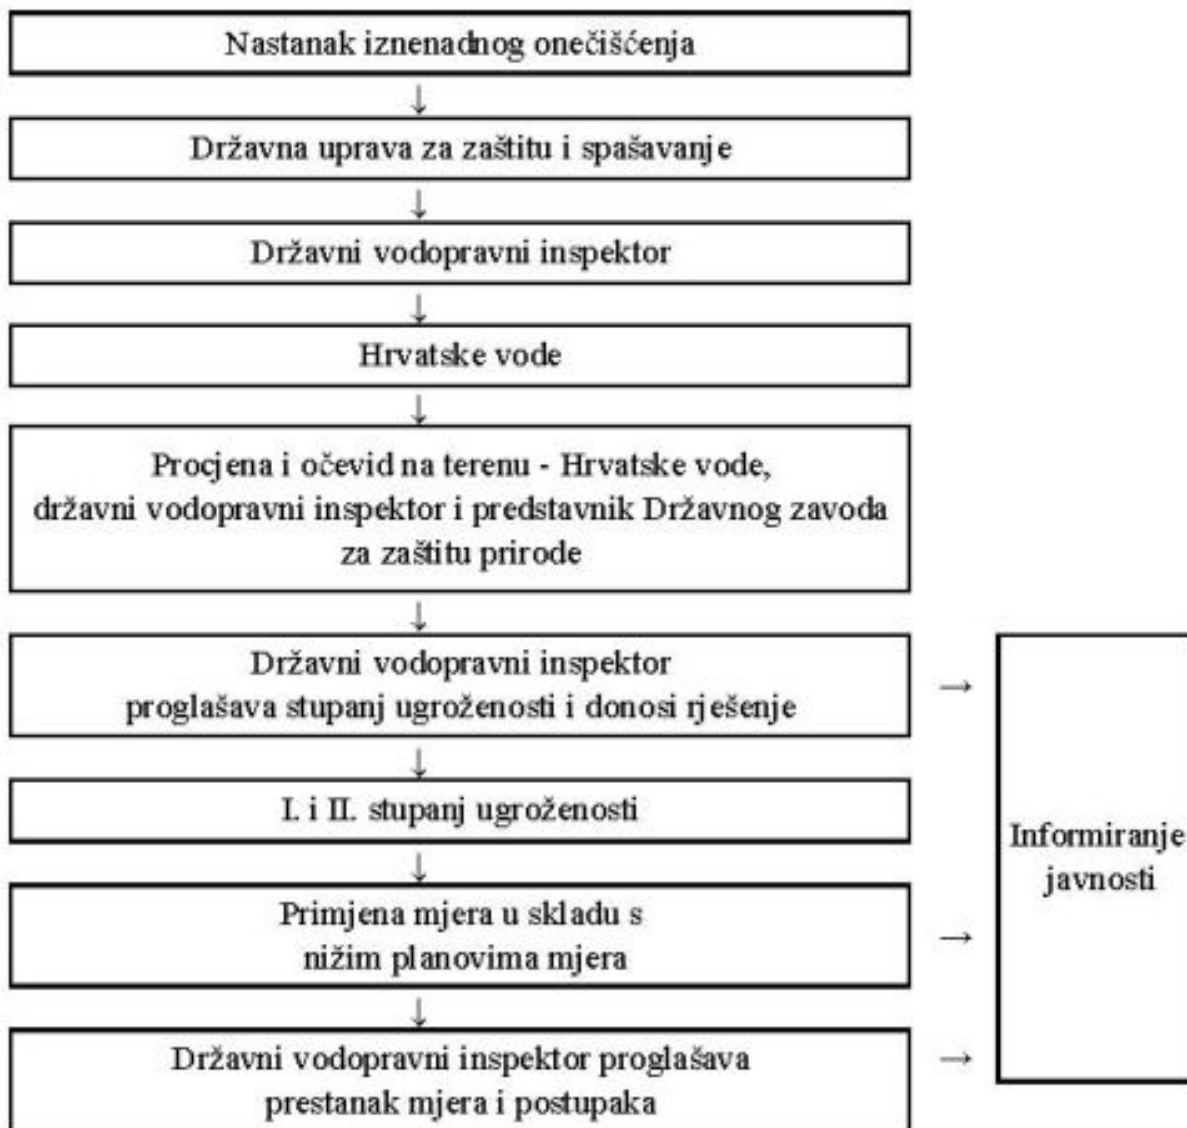 Nastanak iznenadnog onečišćenja
↓
Državna uprava za zaštitu i spašavanje
↓
Državni vodopravni inspektor
↓
Hrvatske vode
↓
Procjena i očevid na terenu - Hrvatske vode,
državni vodopravni inspektor i predstavnik Državnog zavoda
za zaštitu prirode
↓
Državni vodopravni inspektor
proglašava stupanj ugroženosti i donosi rješenje
→
↓
I. i II. stupanj ugroženosti
↓
Primjena mjera u skladu s
nižim planovima mjera
→
↓
Državni vodopravni inspektor proglašava
prestanak mjera i postupaka
→
Informiranje
javnosti